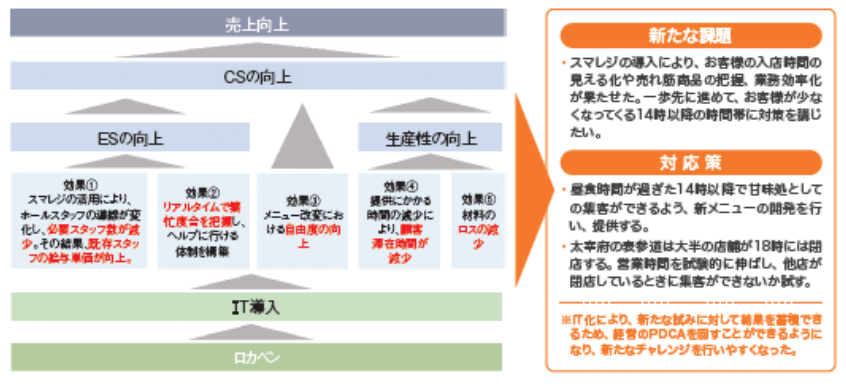 売上向上
CSの向上
ESの向上
生産性の向上
効果①
スマレジの活用により、
ホールスタッフの導線が変
化し、必要スタッフ数が減
少。その結果、既存スタッ
フの給与単価が向上。
効果②
リアルタイムで繁
忙度合を把握し、
ヘルプに行ける
体制を構築
効果③
メニュー改変にお
ける自由度の向
上
効果④
提供にかかる
時間の減少に
より、顧客
滞在時間が
減少
効果⑤
材料の
ロスの減
少
IT導入
ロカベン
新たな課題
・スマレジの導入により、お客様の入店時間の
見える化や売れ筋商品の把握、業務効率化
が果たせた。一歩先に進めて、お客様が少な
くなってくる14時以降の時間帯に対策を講じ
たい。
対応策
・昼食時間が過ぎた14時以降で甘味処として
の集客ができるよう、新メニューの開発を行
い、提供する。
・太宰府の表参道は大半の店舗が18時には閉
店する。営業時間を試験的に伸ばし、他店が
閉店しているときに集客ができないか試す。
※IT化により、新たな試みに対して結果を蓄積でき
るため、経営のPDCAを回すことができるように
なり、新たなチャレンジを行いやすくなった。